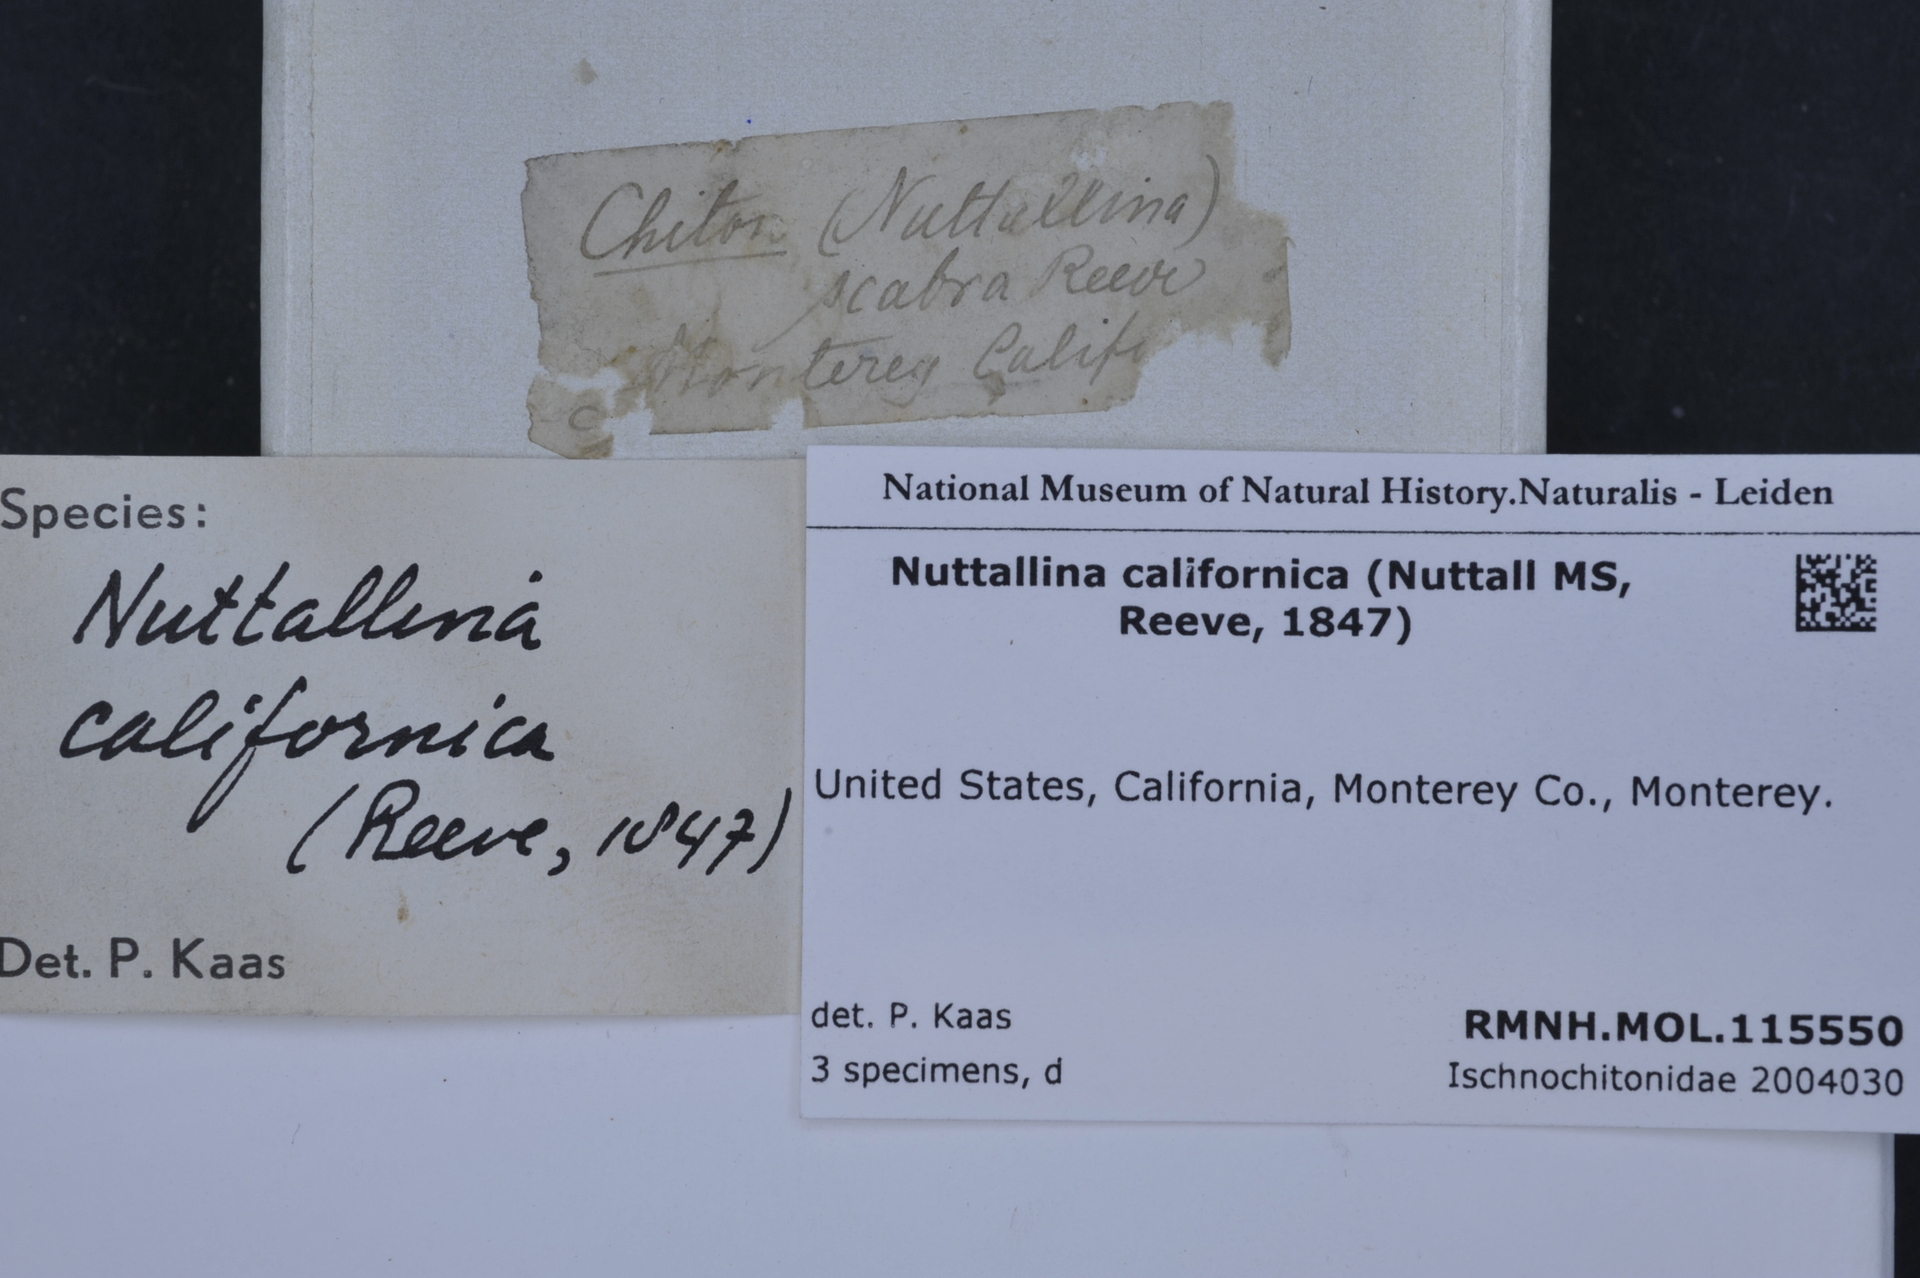 Chiton (Nuttallina)
scabra Reeve
Monterey Calif
Species:
Nuttallina
californica
(Reeve, 1847)
Det. P. Kaas
National Museum of Natural History.Naturalis - Leiden
Nuttallina californica (Nuttall MS,
Reeve, 1847)
United States, California, Monterey Co., Monterey.
det. P. Kaas
3 specimens, d
RMNH.MOL.115550
Ischnochitonidae 2004030